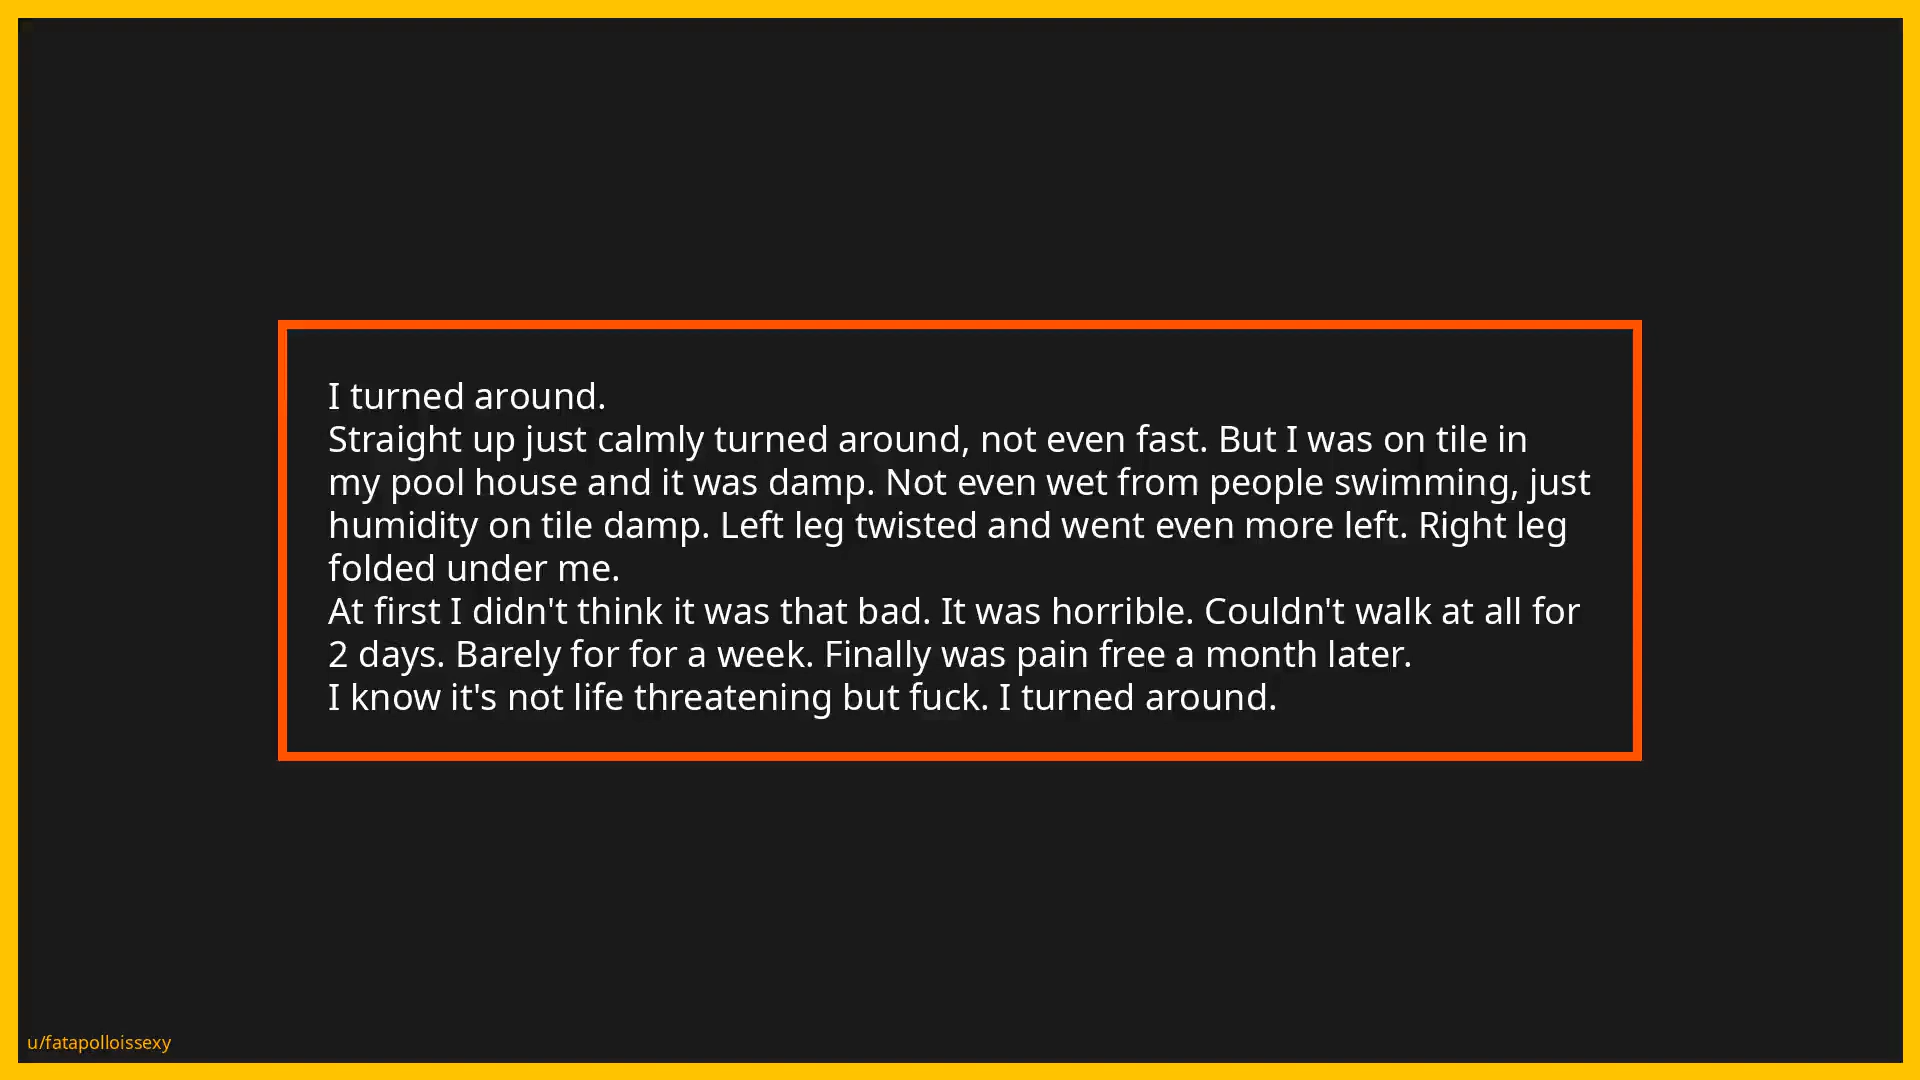 I turned around.
Straight up just calmly turned around, not even fast. But I was on tile in
my pool house and it was damp. Not even wet from people swimming, just
humidity on tile damp. Left leg twisted and went even more left. Right leg
folded under me.
At first I didn't think it was that bad. It was horrible. Couldn't walk at all for
2 days. Barely for for a week. Finally was pain free a month later.
I know it's not life threatening but fuck. I turned around.
u/fatapolloissexy